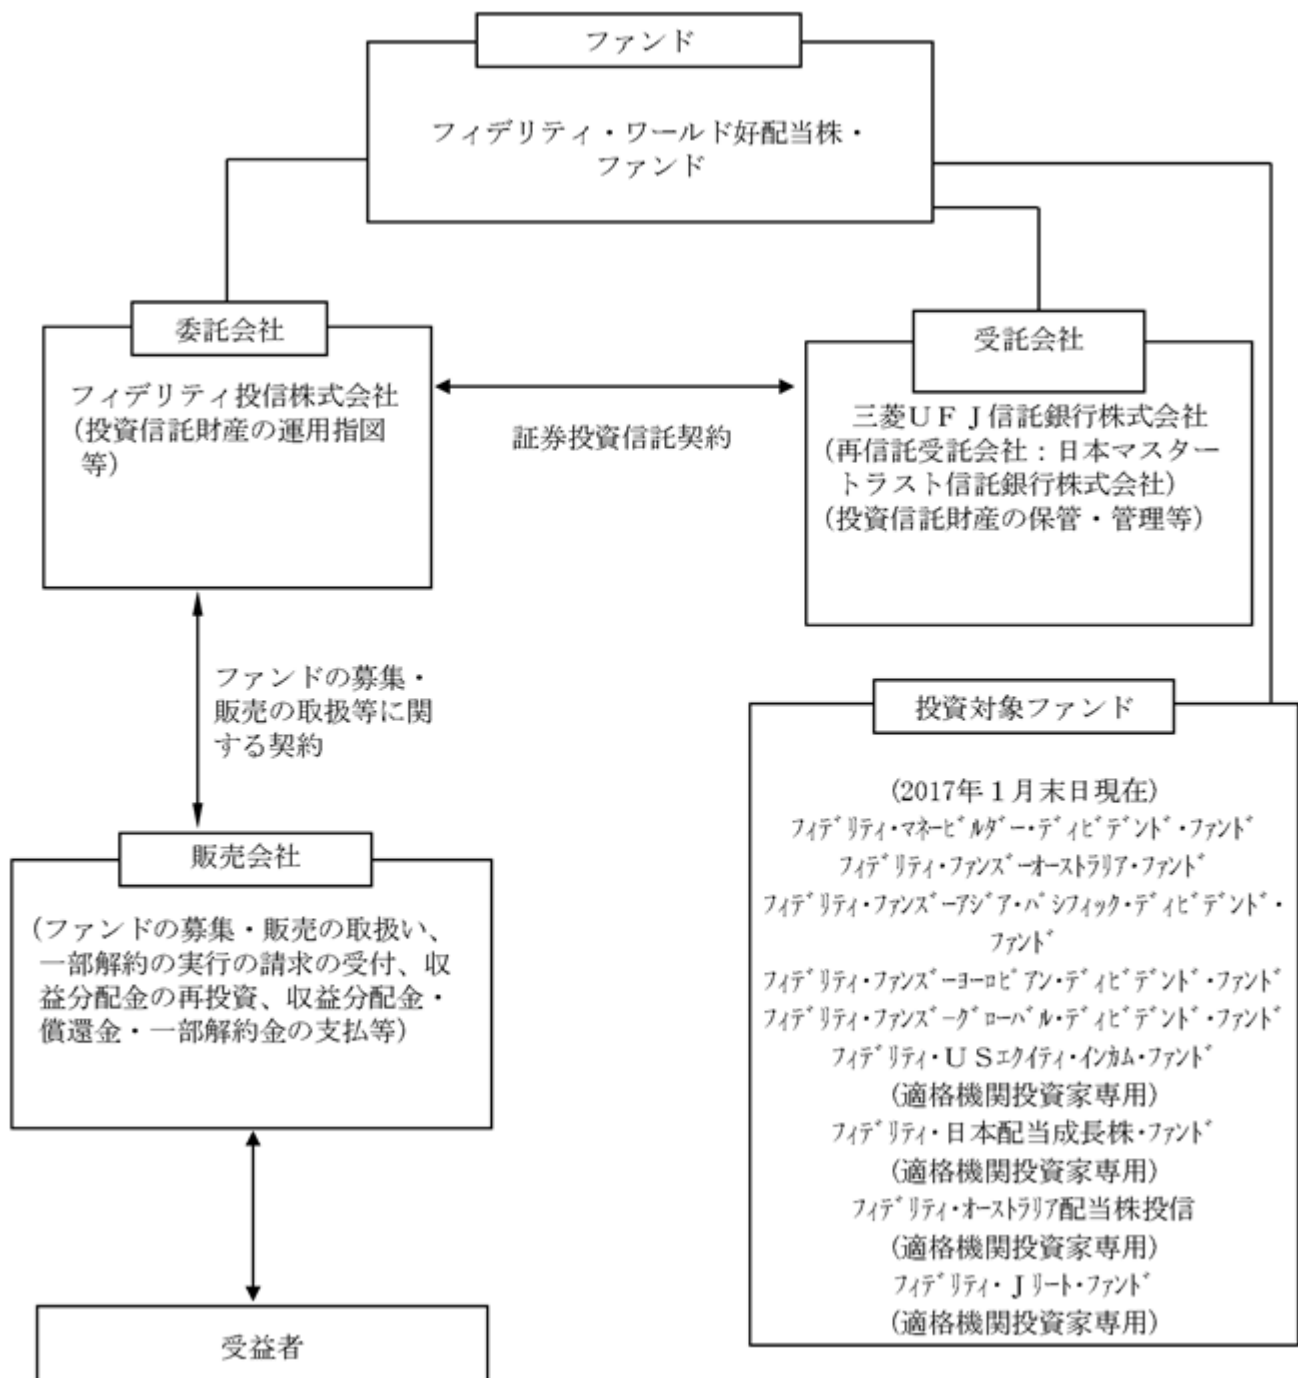 ファンド
フィデリティ・ワールド好配当株・
ファンド
委託会社
フィデリティ投信株式会社
(投資信託財産の運用指図
等)
証券投資信託契約
受託会社
三菱ＵＦＪ信託銀行株式会社
(再信託受託会社：日本マスター
トラスト信託銀行株式会社)
(投資信託財産の保管・管理等)
ファンドの募集・
販売の取扱等に関
する契約
販売会社
(ファンドの募集・販売の取扱い、
一部解約の実行の請求の受付、収
益分配金の再投資、収益分配金・
償還金・一部解約金の支払等)
受益者
投資対象ファンド
(2017年１月末日現在)
ﾌｨﾃﾞﾘﾃｨ･ﾏﾈｰﾋﾞﾙﾀﾞｰ･ﾃﾞｨﾋﾞﾃﾞﾝﾄﾞ･ﾌｧﾝﾄﾞ
ﾌｨﾃﾞﾘﾃｨ･ﾌｧﾝｽﾞｰｵｰｽﾄﾗﾘｱ･ﾌｧﾝﾄﾞ
ﾌｨﾃﾞﾘﾃｨ･ﾌｧﾝｽﾞｰｱｼﾞｱ･ﾊﾟｼﾌｨｯｸ･ﾃﾞｨﾋﾞﾃﾞﾝﾄﾞ･
ﾌｧﾝﾄﾞ
ﾌｨﾃﾞﾘﾃｨ･ﾌｧﾝｽﾞｰﾖｰﾛﾋﾟｱﾝ･ﾃﾞｨﾋﾞﾃﾞﾝﾄﾞ･ﾌｧﾝﾄﾞ
ﾌｨﾃﾞﾘﾃｨ･ﾌｧﾝｽﾞｰｸﾞﾛｰﾊﾞﾙ･ﾃﾞｨﾋﾞﾃﾞﾝﾄﾞ･ﾌｧﾝﾄﾞ
ﾌｨﾃﾞﾘﾃｨ･ＵＳｴｸｲﾃｨ･ｲﾝｶﾑ･ﾌｧﾝﾄﾞ
(適格機関投資家専用)
ﾌｨﾃﾞﾘﾃｨ･日本配当成長株･ﾌｧﾝﾄﾞ
(適格機関投資家専用)
ﾌｨﾃﾞﾘﾃｨ･ｵｰｽﾄﾗﾘｱ配当株投信
(適格機関投資家専用)
ﾌｨﾃﾞﾘﾃｨ･Ｊﾘｰﾄ･ﾌｧﾝﾄﾞ
(適格機関投資家専用)